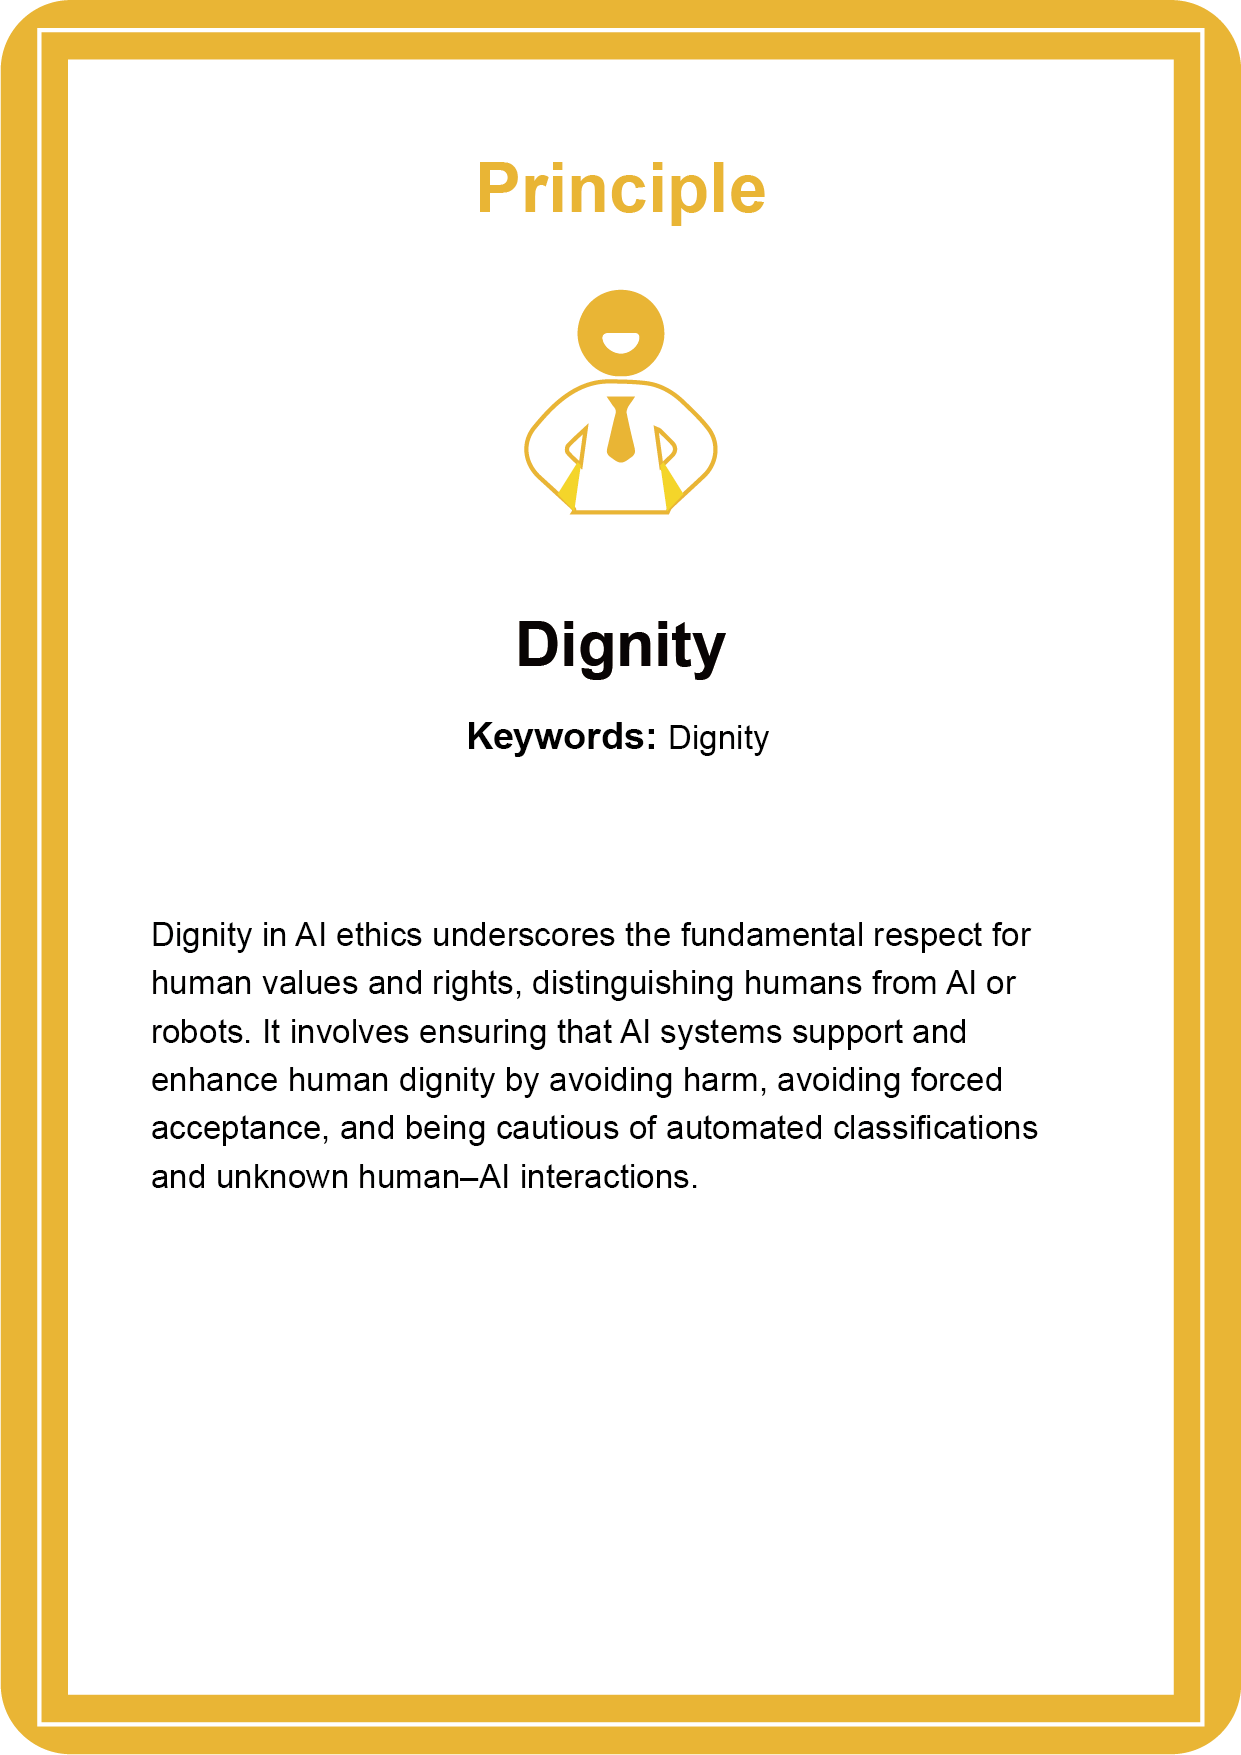 Principle
Dignity
Keywords: Dignity
Dignity in AI ethics underscores the fundamental respect for
human values and rights, distinguishing humans from AI or
robots. It involves ensuring that AI systems support and
enhance human dignity by avoiding harm, avoiding forced
acceptance, and being cautious of automated classifications
and unknown human–AI interactions.